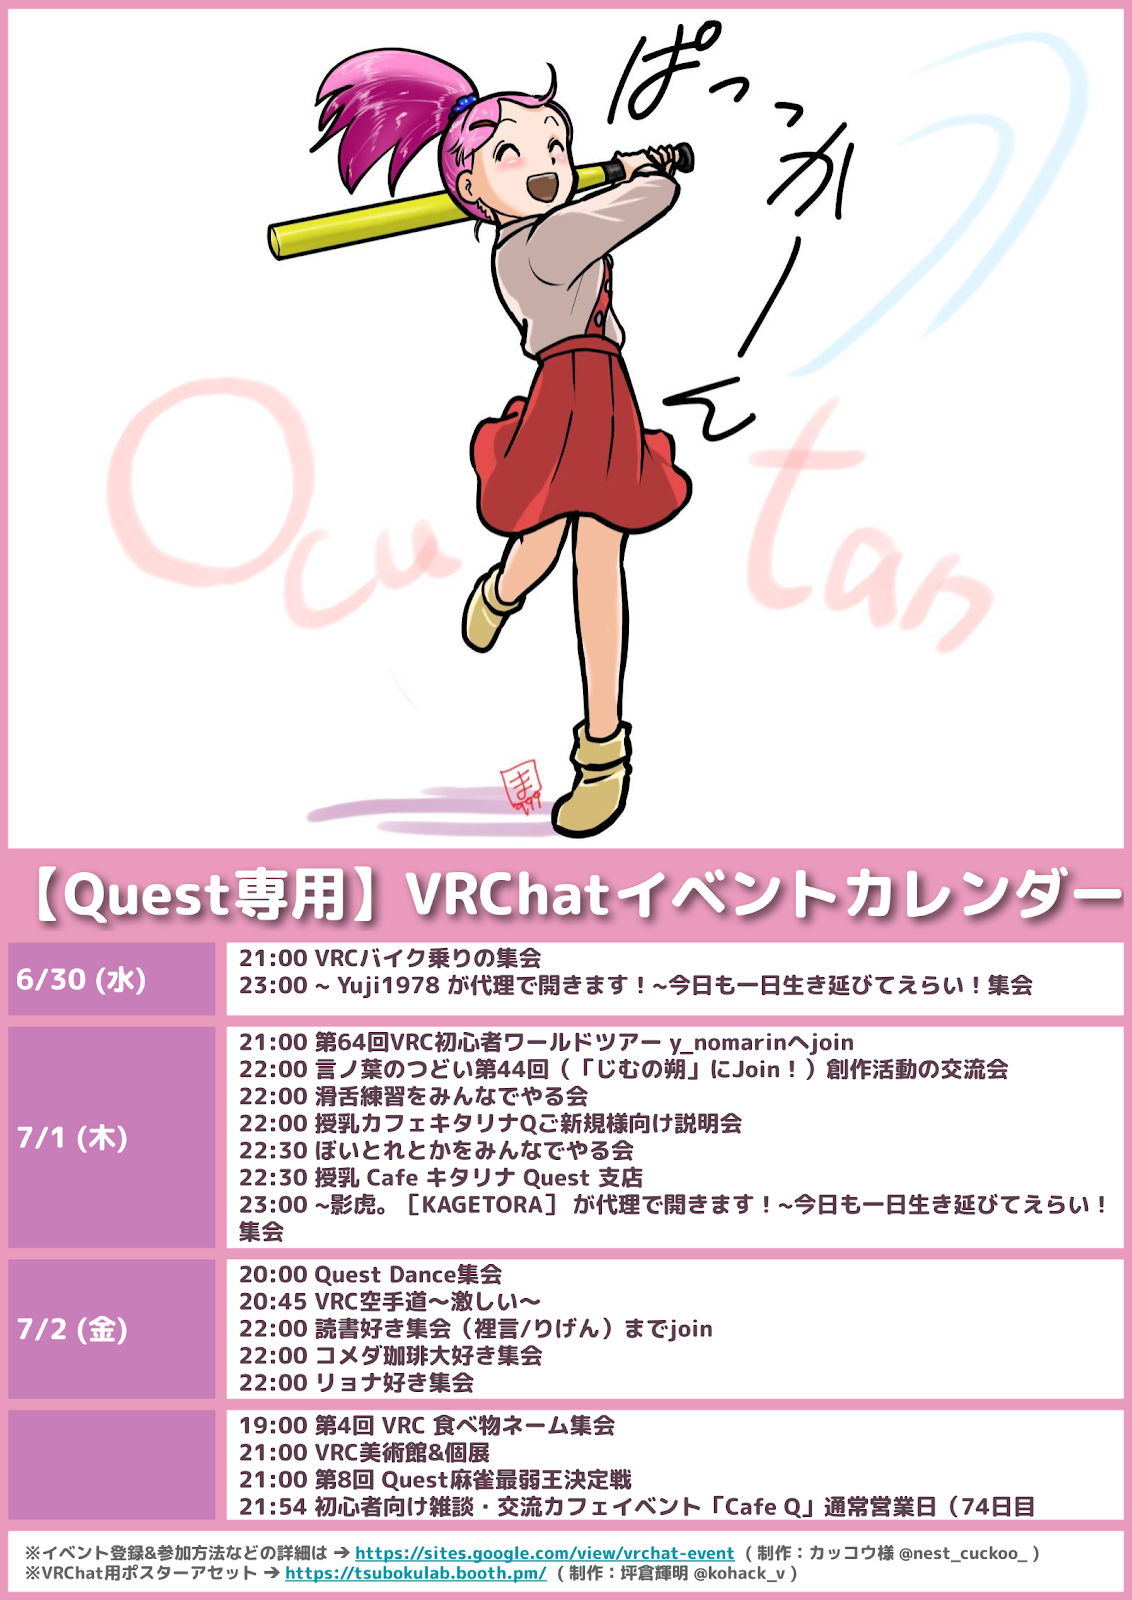 ぱっっかーん
Ocu tan
ま
999
【Quest専用】VRChatイベントカレンダー
6/30 (水)
21:00 VRCバイク乗りの集会
23:00 ~ Yuji1978 が代理で開きます！~今日も一日生き延びてえらい！集会
7/1 (木)
21:00 第64回VRC初心者ワールドツアー y_nomarinへjoin
22:00 言ノ葉のつどい第44回（「じむの朔」にJoin！）創作活動の交流会
22:00 滑舌練習をみんなでやる会
22:00 授乳カフェキタリナQご新規様向け説明会
22:30 ぼいとれとかをみんなでやる会
22:30 授乳 Cafe キタリナ Quest 支店
23:00 ~影虎。［KAGETORA］ が代理で開きます！~今日も一日生き延びてえらい！
集会
7/2 (金)
20:00 Quest Dance集会
20:45 VRC空手道～激しい～
22:00 読書好き集会（裡言/りげん）までjoin
22:00 コメダ珈琲大好き集会
22:00 リョナ好き集会
19:00 第4回 VRC 食べ物ネーム集会
21:00 VRC美術館&個展
21:00 第8回 Quest麻雀最弱王決定戦
21:54 初心者向け雑談・交流カフェイベント「Cafe Q」通常営業日（74日目
※イベント登録&参加方法などの詳細は ➔ https://sites.google.com/view/vrchat-event （制作：カッコウ様 @nest_cuckoo_ ）
※VRChat用ポスターアセット ➔ https://tsubokulab.booth.pm/ （制作：坪倉輝明 @kohack_v ）